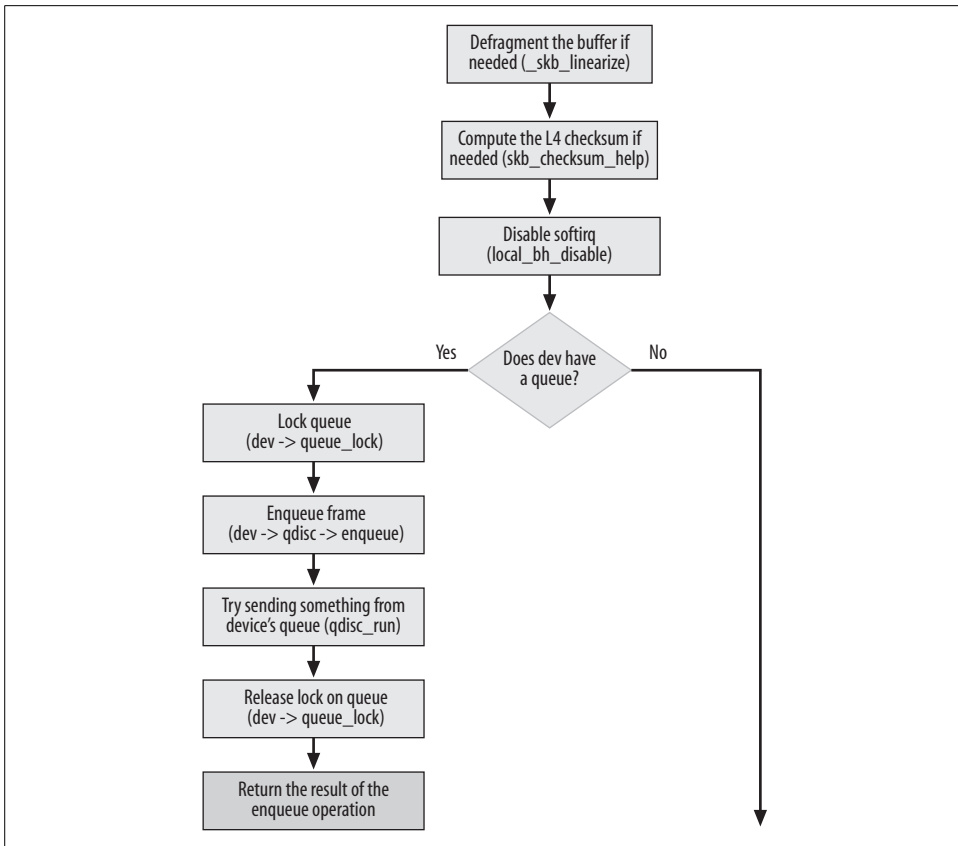 Defragment the buffer if
needed (_skb_linearize)
Compute the L4 checksum if
needed (skb_checksum_help)
Disable softirq
(local_bh_disable)
Does dev have
a queue?
Yes
No
Lock queue
(dev -> queue_lock)
Enqueue frame
(dev -> qdisc -> enqueue)
Try sending something from
device’s queue (qdisc_run)
Release lock on queue
(dev -> queue_lock)
Return the result of the
enqueue operation